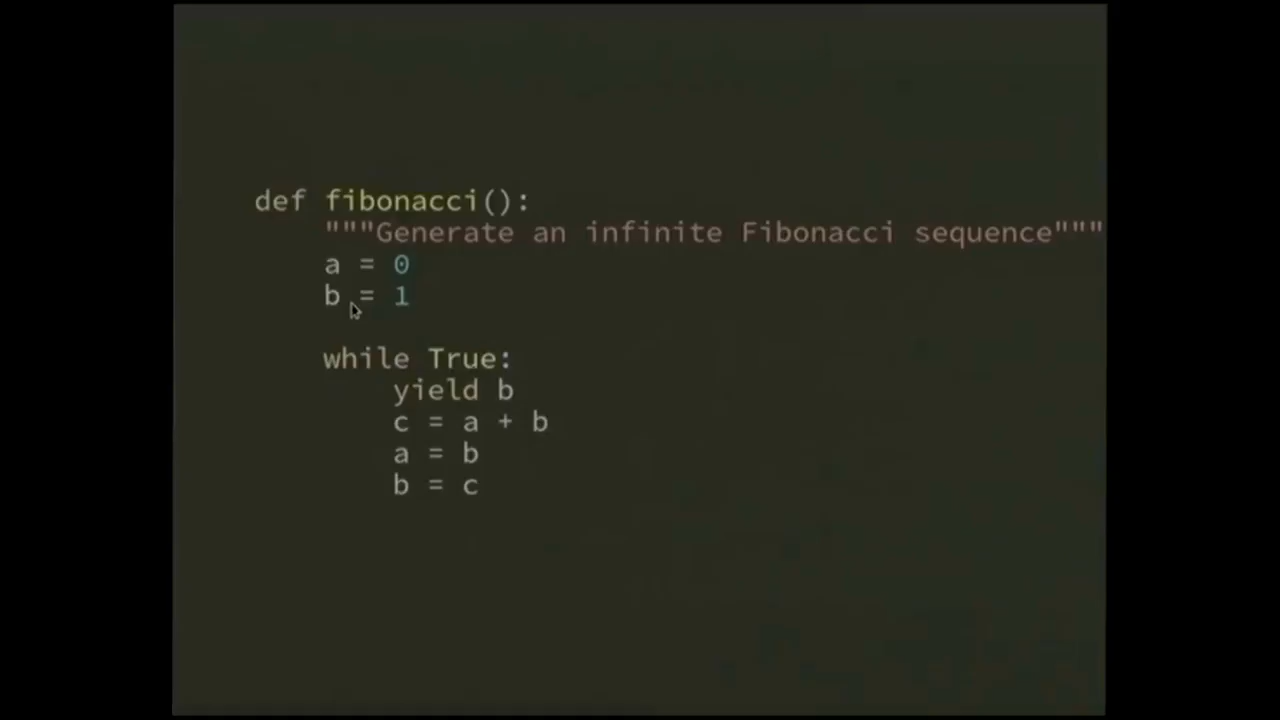 def fibonacci():
    """Generate an infinite Fibonacci sequence"""
    a = 0
    b = 1

    while True:
        yield b
        c = a + b
        a = b
        b = c